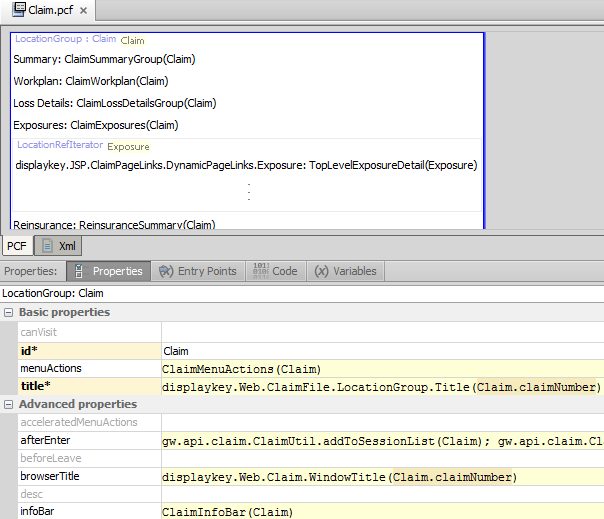 Claim.pcf ×
LocationGroup : Claim Claim
Summary: ClaimSummaryGroup(Claim)
Workplan: ClaimWorkplan(Claim)
Loss Details: ClaimLossDetailsGroup(Claim)
Exposures: ClaimExposures(Claim)
LocationRefIterator Exposure
displaykey.JSP.ClaimPageLinks.DynamicPageLinks.Exposure: TopLevelExposureDetail(Exposure)
Reinsurance: ReinsuranceSummary(Claim)
PCF Xml
Properties: Properties Entry Points Code (x) Variables
LocationGroup: Claim
Basic properties
canVisit
id* Claim
menuActions ClaimMenuActions(Claim)
title* displaykey.Web.ClaimFile.LocationGroup.Title(Claim.claimNumber)
Advanced properties
acceleratedMenuActions
afterEnter gw.api.claim.ClaimUtil.addToSessionList(Claim); gw.api.claim.Cl
beforeLeave
browserTitle displaykey.Web.Claim.WindowTitle(Claim.claimNumber)
desc
infoBar ClaimInfoBar(Claim)